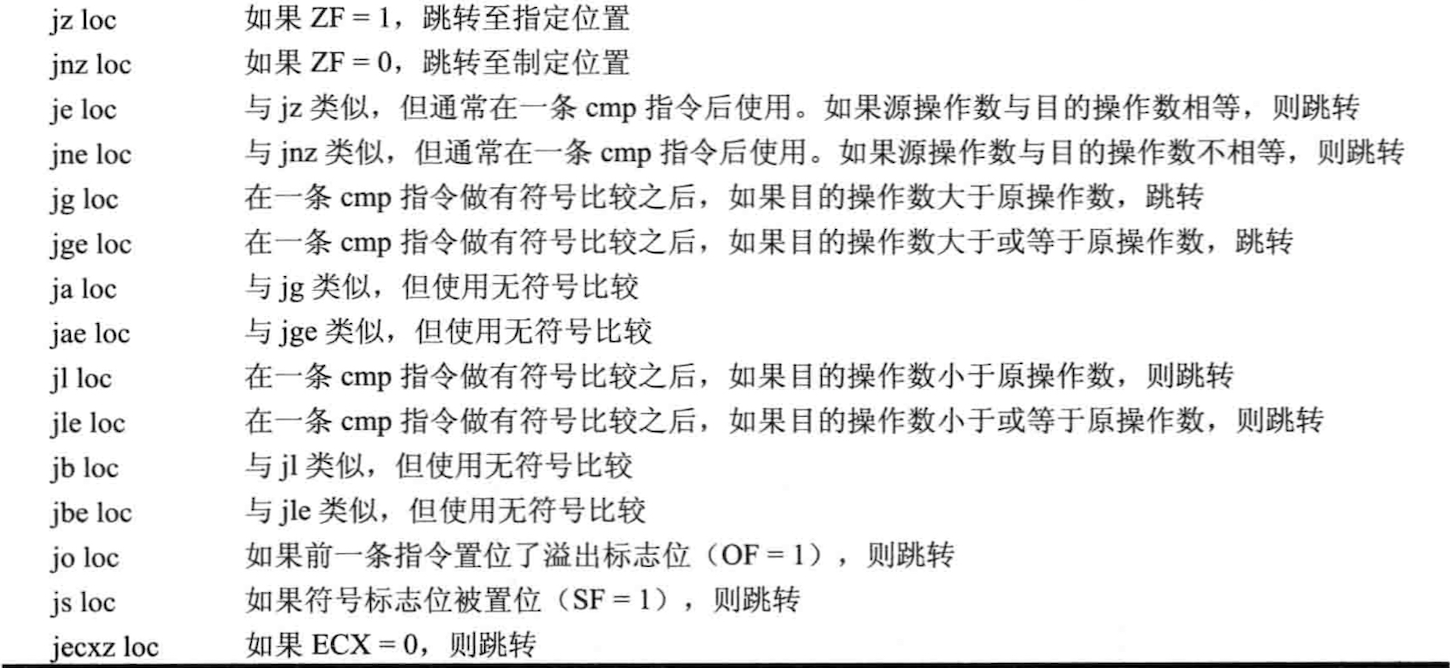 jz loc 如果 ZF = 1，跳转至指定位置
jnz loc 如果 ZF = 0，跳转至制定位置
je loc 与 jz 类似，但通常在一条 cmp 指令后使用。如果源操作数与目的操作数相等，则跳转
jne loc 与 jnz 类似，但通常在一条 cmp 指令后使用。如果源操作数与目的操作数不相等，则跳转
jg loc 在一条 cmp 指令做有符号比较之后，如果目的操作数大于原操作数，跳转
jge loc 在一条 cmp 指令做有符号比较之后，如果目的操作数大于或等于原操作数，跳转
ja loc 与 jg 类似，但使用无符号比较
jae loc 与 jge 类似，但使用无符号比较
jl loc 在一条 cmp 指令做有符号比较之后，如果目的操作数小于原操作数，则跳转
jle loc 在一条 cmp 指令做有符号比较之后，如果目的操作数小于或等于原操作数，则跳转
jb loc 与 jl 类似，但使用无符号比较
jbe loc 与 jle 类似，但使用无符号比较
jo loc 如果前一条指令置位了溢出标志位（OF = 1），则跳转
js loc 如果符号标志位被置位（SF = 1），则跳转
jecxz loc 如果 ECX = 0，则跳转